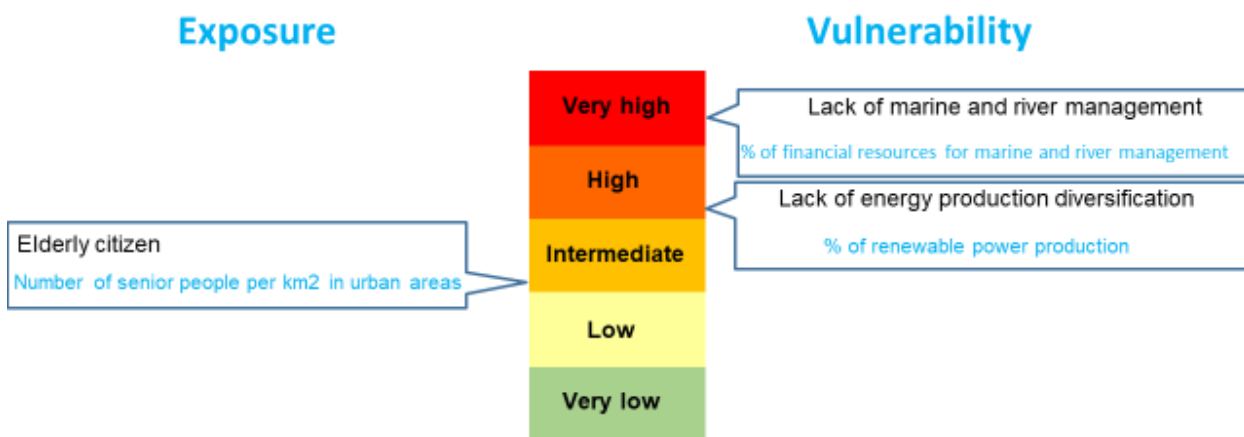 Exposure
Vulnerability
Very high
Lack of marine and river management
% of financial resources for marine and river management
High
Lack of energy production diversification
% of renewable power production
Elderly citizen
Number of senior people per km2 in urban areas
Intermediate
Low
Very low